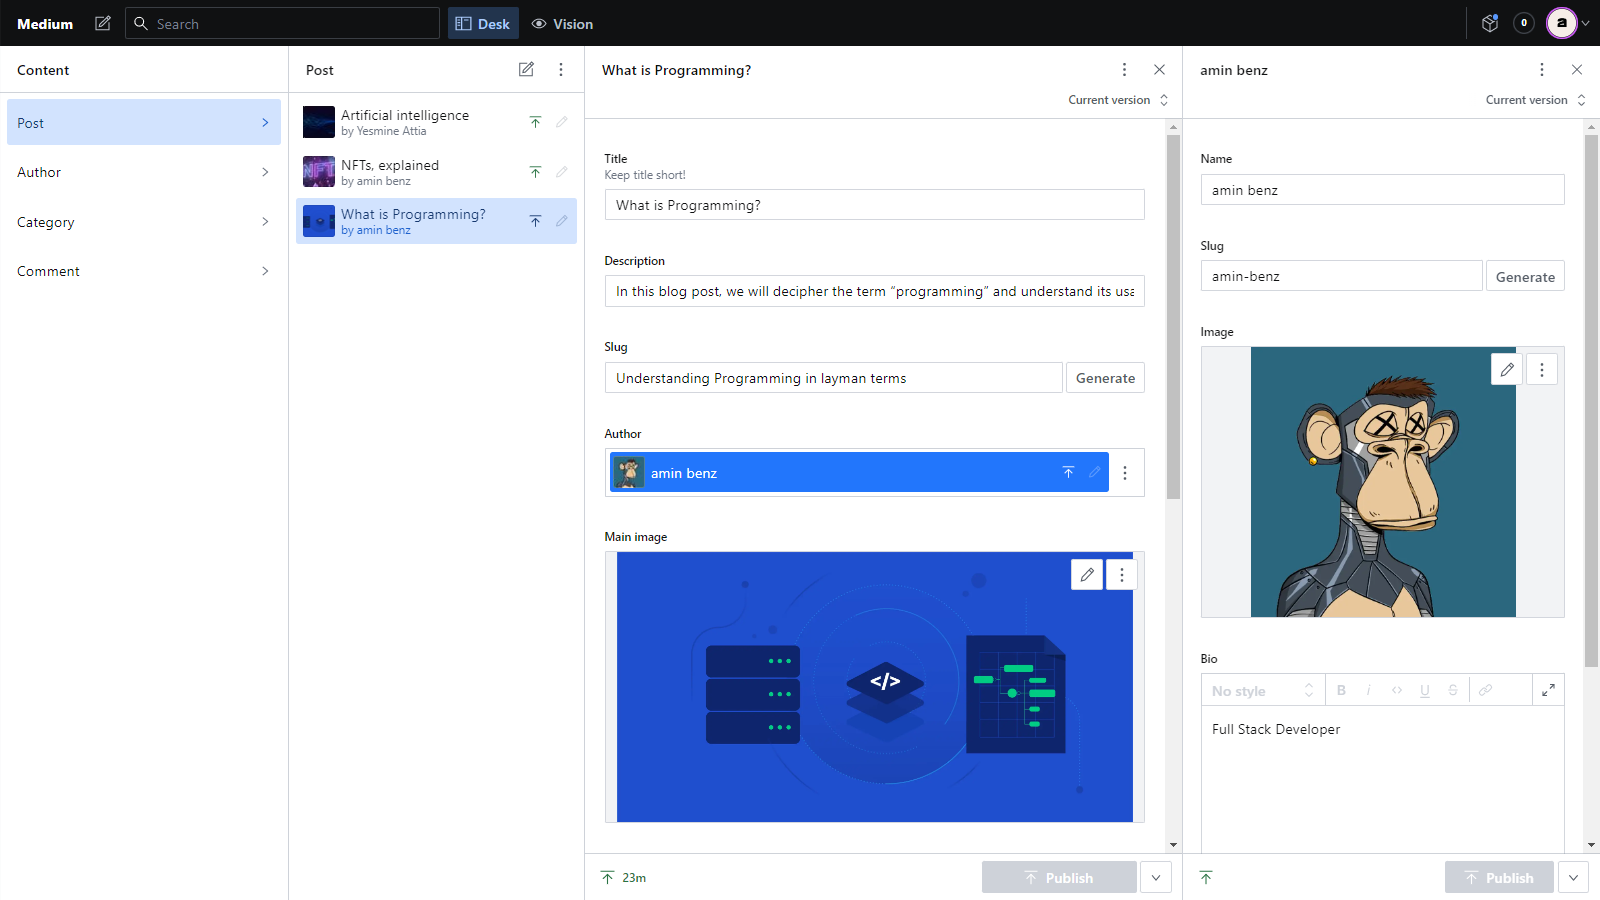 Medium
Search
Desk
Vision
0
a
Content
Post
Author
Category
Comment
Post
Artificial intelligence
by Yesmine Attia
NFTs, explained
by amin benz
What is Programming?
by amin benz
What is Programming?
Current version
Title
Keep title short!
What is Programming?
Description
In this blog post, we will decipher the term “programming” and understand its usa
Slug
Understanding Programming in layman terms
Generate
Author
amin benz
Main image
</>
23m
Publish
amin benz
Current version
Name
amin benz
Slug
amin-benz
Generate
Image
Bio
No style
B
i
<>
U
S
Full Stack Developer
Publish